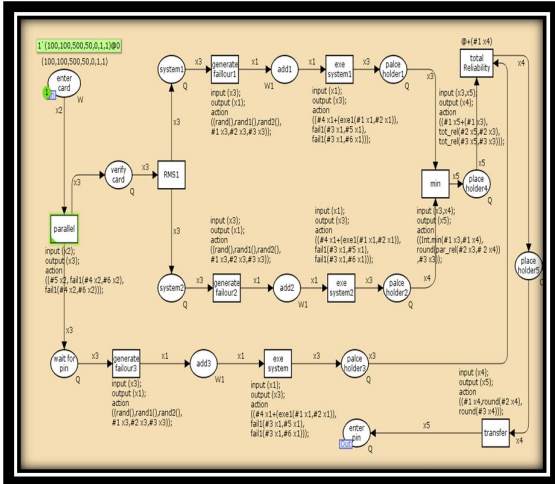 1`(100,100,500,50,0,1,1)@0
(100,100,500,50,0,1,1)
enter
card
1
W
x2
x3
verify
card
Q
x3
parallel
input (x2);
output (x3);
action
((#5 x2, fail1(#4 x2,#6 x2),
fail1(#4 x2,#6 x2)));
x3
system1
Q
x3
generate
failour1
input (x3);
output (x1);
action
((rand(),rand1(),rand2(),
#1 x3,#2 x3,#3 x3));
x1
add1
W1
x1
exe
system1
input (x1);
output (x3);
action
((#4 x1+(exe1(#1 x1,#2 x1)),
fail1(#3 x1,#5 x1),
fail1(#3 x1,#6 x1)));
x3
palce
holder1
Q
x3
x3
RMS1
x3
system2
Q
x3
generate
failour2
input (x3);
output (x1);
action
((rand(),rand1(),rand2(),
#1 x3,#2 x3,#3 x3));
x1
add2
W1
x1
exe
system2
input (x1);
output (x3);
action
((#4 x1+(exe1(#1 x1,#2 x1)),
fail1(#3 x1,#5 x1),
fail1(#3 x1,#6 x1)));
x3
palce
holder2
Q
x4
min
input (x3,x4);
output (x5);
action
((Int.min(#1 x3,#1 x4),
round(par_rel(#2 x3,# 2 x4))
,#3 x3));
x5
place
holder4
Q
x5
@+(#1 x4)
total
Reliability
input (x3,x5);
output (x4);
action
((#1 x5+(#1 x3),
tot_rel(#2 x5,#2 x3),
tot_rel(#3 x5,#3 x3)));
x4
place
holder5
Q
wait for
pin
Q
x3
generate
failour3
input (x3);
output (x1);
action
((rand(),rand1(),rand2(),
#1 x3,#2 x3,#3 x3));
x1
add3
W1
x1
exe
system
input (x1);
output (x3);
action
((#4 x1+(exe1(#1 x1,#2 x1)),
fail1(#3 x1,#5 x1),
fail1(#3 x1,#6 x1)));
x3
palce
holder3
Q
x3
input (x4);
output (x5);
action
((#1 x4,round(#2 x4),
round(#3 x4)));
transfer
x4
x5
enter
pin
Out
Q